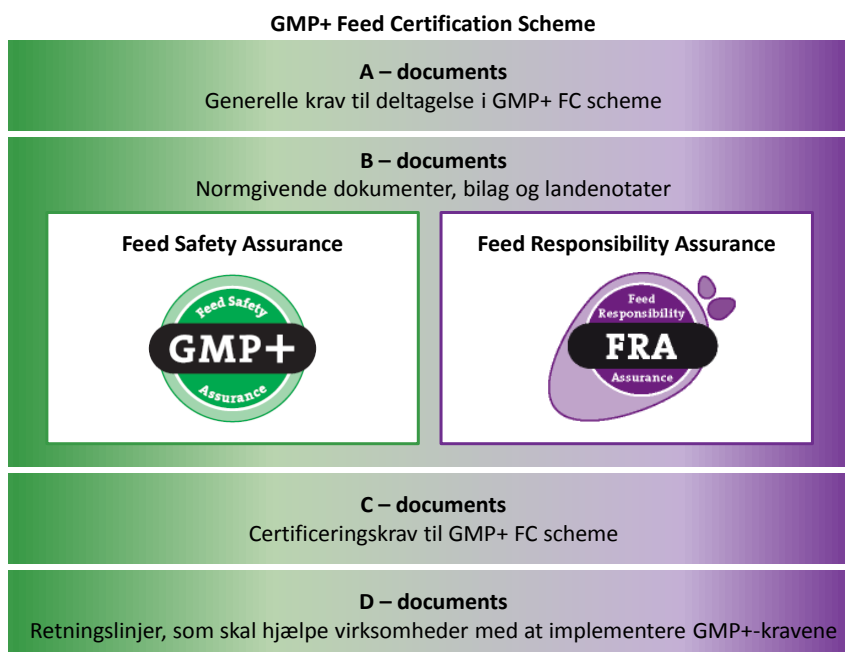 GMP+ Feed Certification Scheme
A – documents
Generelle krav til deltagelse i GMP+ FC scheme
B – documents
Normgivende dokumenter, bilag og landenotater
Feed Safety Assurance
Feed Safety
GMP+
Assurance
Feed Responsibility Assurance
Feed
Responsibility
FRA
Assurance
C – documents
Certificeringskrav til GMP+ FC scheme
D – documents
Retningslinjer, som skal hjælpe virksomheder med at implementere GMP+-kravene